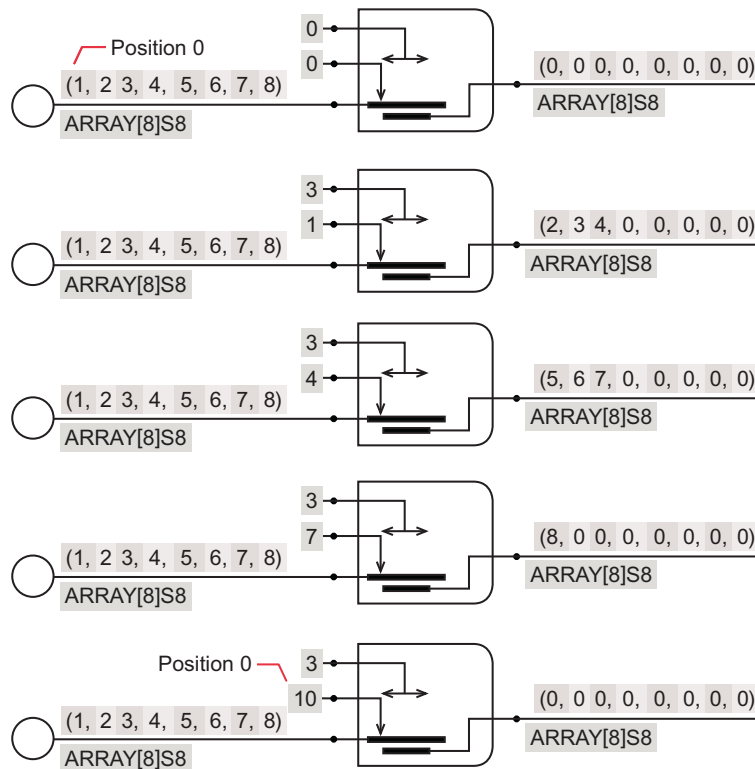 Position 0
0
0
(1, 2 3, 4, 5, 6, 7, 8)
(0, 0 0, 0, 0, 0, 0, 0)
ARRAY[8]S8
ARRAY[8]S8
3
1
(1, 2 3, 4, 5, 6, 7, 8)
(2, 3 4, 0, 0, 0, 0, 0)
ARRAY[8]S8
ARRAY[8]S8
3
4
(1, 2 3, 4, 5, 6, 7, 8)
(5, 6 7, 0, 0, 0, 0, 0)
ARRAY[8]S8
ARRAY[8]S8
3
7
(1, 2 3, 4, 5, 6, 7, 8)
(8, 0 0, 0, 0, 0, 0, 0)
ARRAY[8]S8
ARRAY[8]S8
Position 0
3
10
(1, 2 3, 4, 5, 6, 7, 8)
(0, 0 0, 0, 0, 0, 0, 0)
ARRAY[8]S8
ARRAY[8]S8